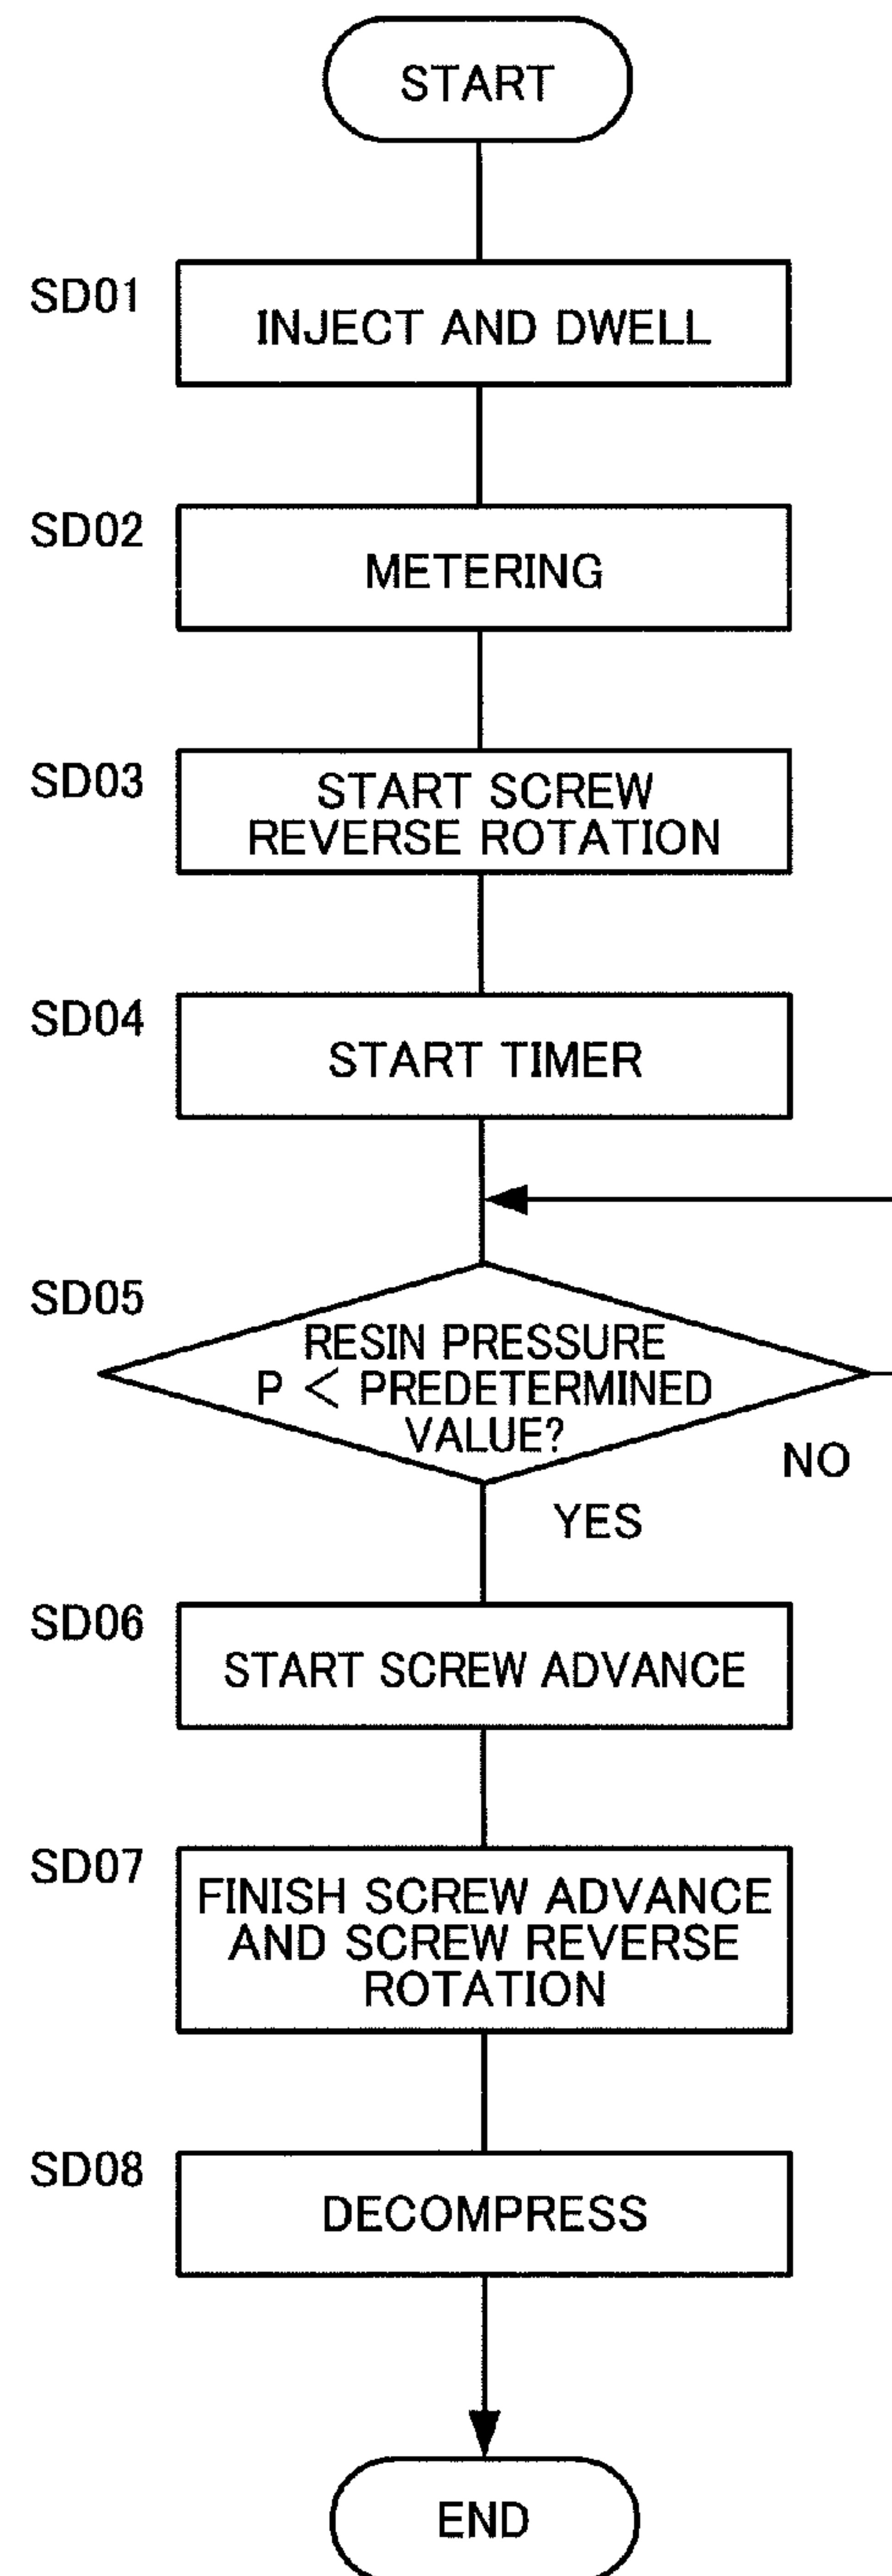 START
SD01
INJECT AND DWELL
SD02
METERING
SD03
START SCREW
REVERSE ROTATION
SD04
START TIMER
SD05
RESIN PRESSURE
P < PREDETERMINED
VALUE?
NO
YES
SD06
START SCREW ADVANCE
SD07
FINISH SCREW ADVANCE
AND SCREW REVERSE
ROTATION
SD08
DECOMPRESS
END